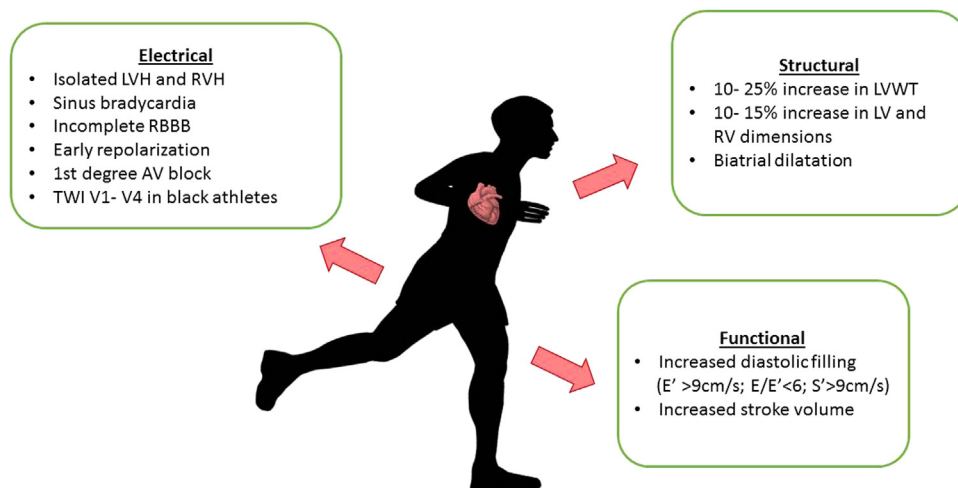 Electrical
• Isolated LVH and RVH
• Sinus bradycardia
• Incomplete RBBB
• Early repolarization
• 1st degree AV block
• TWI V1- V4 in black athletes
Structural
• 10- 25% increase in LVWT
• 10- 15% increase in LV and
RV dimensions
• Biatrial dilatation
Functional
• Increased diastolic filling
(E’ >9cm/s; E/E’<6; S’>9cm/s)
• Increased stroke volume